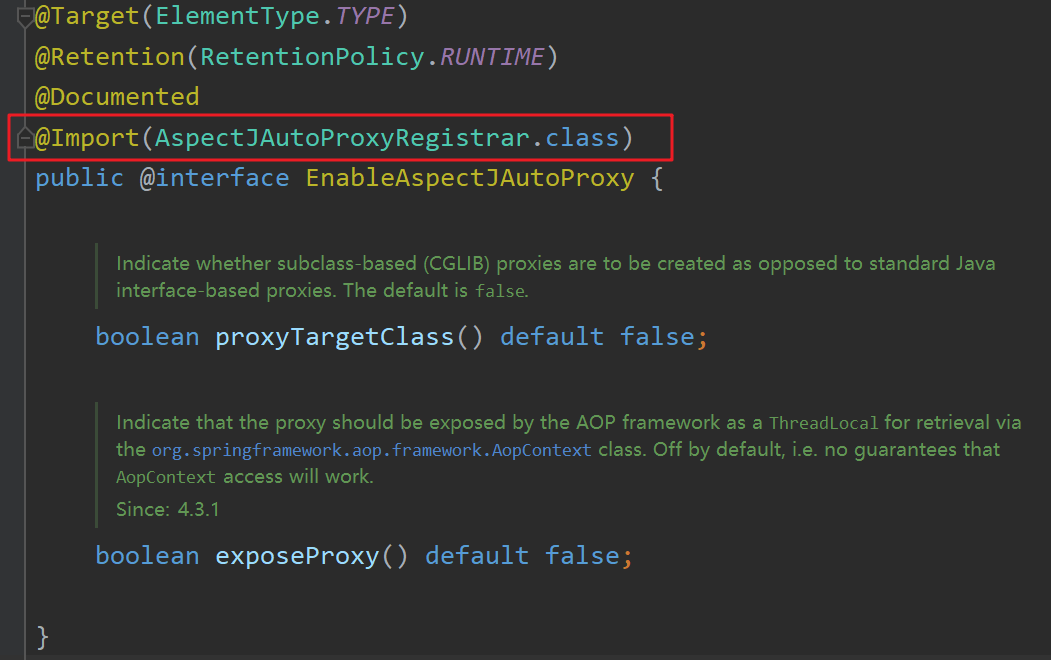 @Target(ElementType.TYPE)
@Retention(RetentionPolicy.RUNTIME)
@Documented
@Import(AspectJAutoProxyRegistrar.class)
public @interface EnableAspectJAutoProxy {
Indicate whether subclass-based (CGLIB) proxies are to be created as opposed to standard Java
interface-based proxies. The default is false.
boolean proxyTargetClass() default false;
Indicate that the proxy should be exposed by the AOP framework as a ThreadLocal for retrieval via
the org.springframework.aop.framework.AopContext class. Off by default, i.e. no guarantees that
AopContext access will work.
Since: 4.3.1
boolean exposeProxy() default false;
}